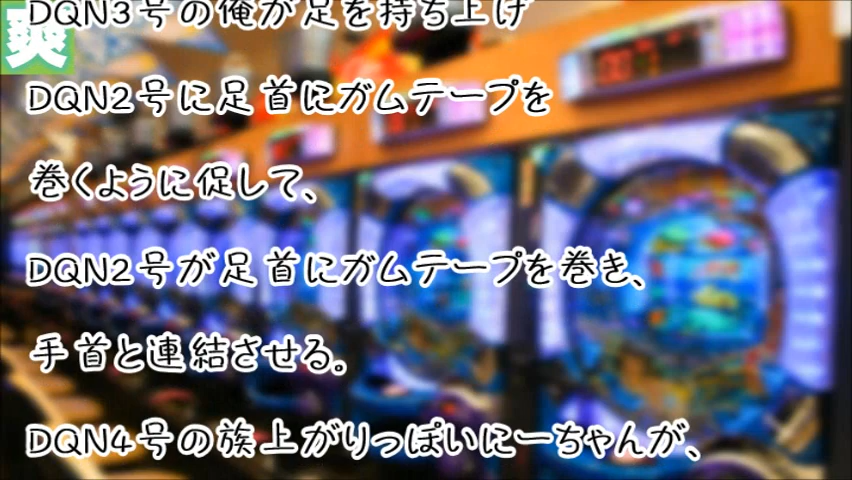 爽
DQN3号の俺が足を持ち上げ
DQN2号に足首にガムテープを
巻くように促して、
DQN2号が足首にガムテープを巻き、
手首と連結させる。
DQN4号の族上がりっぽいにーちゃんが、